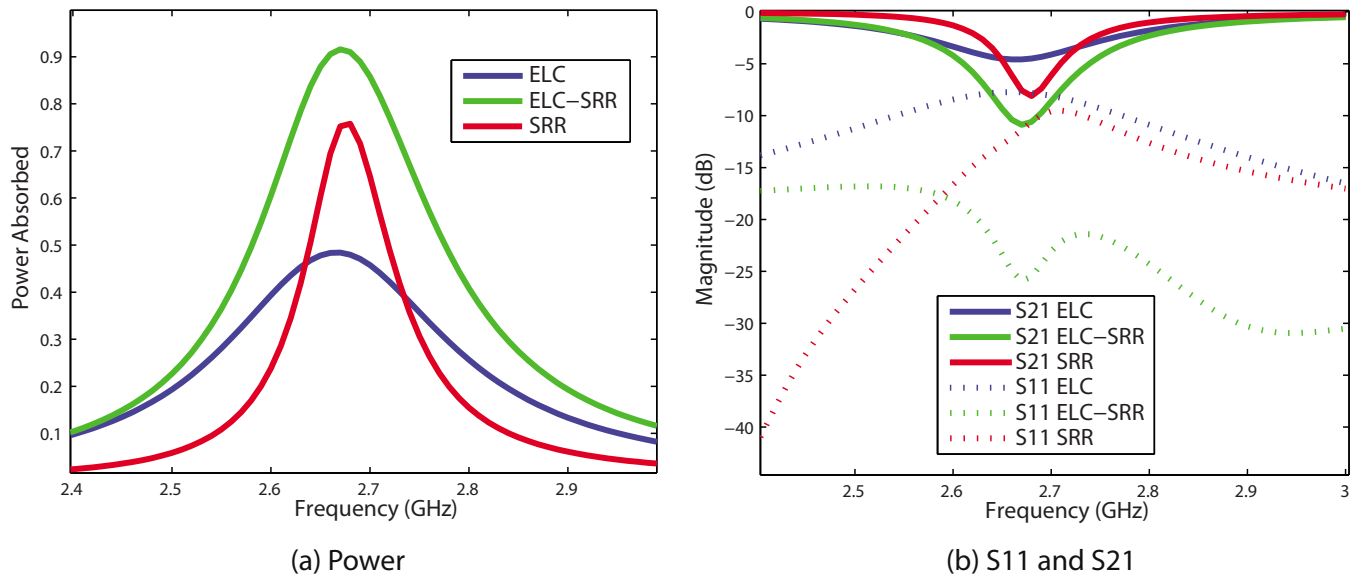 0.9
0.8
0.7
0.6
0.5
0.4
0.3
0.2
0.1
Power Absorbed
ELC
ELC−SRR
SRR
2.4
2.5
2.6
2.7
2.8
2.9
Frequency (GHz)
(a) Power
0
−5
−10
−15
−20
−25
−30
−35
−40
Magnitude (dB)
S21 ELC
S21 ELC−SRR
S21 SRR
S11 ELC
S11 ELC−SRR
S11 SRR
2.5
2.6
2.7
2.8
2.9
3
Frequency (GHz)
(b) S11 and S21